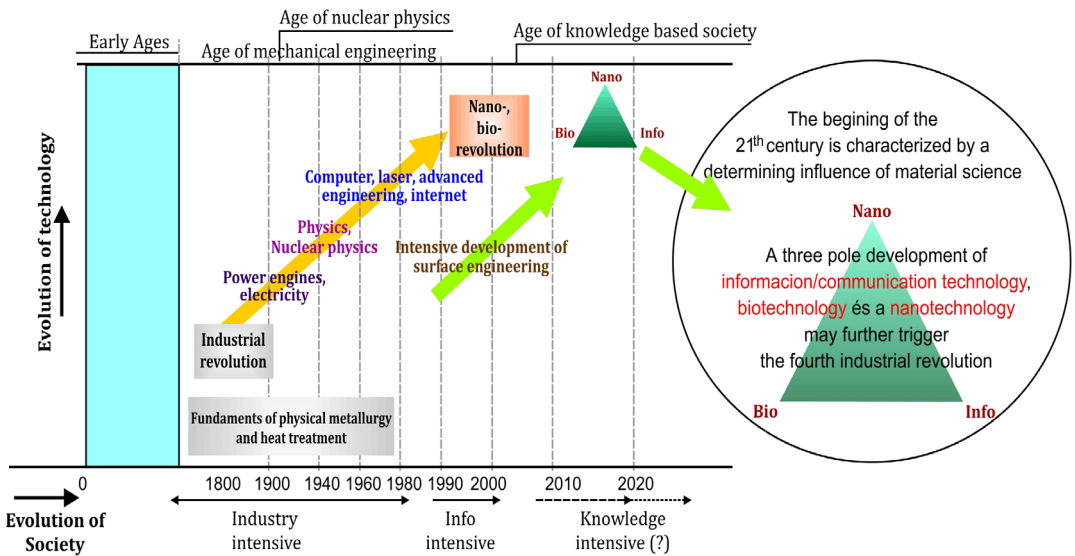 Age of nuclear physics
Early Ages
Age of mechanical engineering
Age of knowledge based society
Evolution of technology
Nano-,
bio-
revolution
Nano
Bio
Info
Computer, laser, advanced
engineering, internet
Physics,
Nuclear physics
Intensive development of
surface engineering
Power engines,
electricity
Industrial
revolution
Fundaments of physical metallurgy
and heat treatment
The begining of the
21th century is characterized by a
determining influence of material science
Nano
A three pole development of
informacion/communication technology,
biotechnology és a nanotechnology
may further trigger
the fourth industrial revolution
Bio
Info
0
1800
1900
1940
1960
1980
1990
2000
2010
2020
Evolution of
Society
Industry
intensive
Info
intensive
Knowledge
intensive (?)